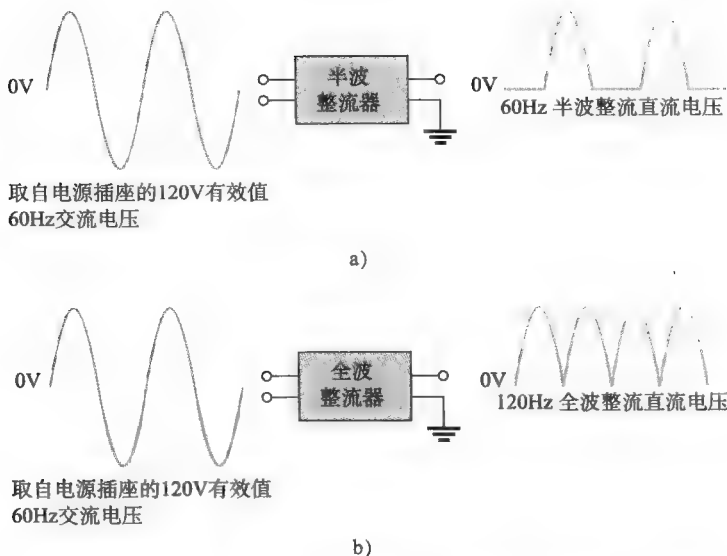 0V
半波
整流器
0V
60Hz 半波整流直流电压
取自电源插座的120V有效值
60Hz交流电压
a)
0V
全波
整流器
0V
120Hz 全波整流直流电压
取自电源插座的120V有效值
60Hz交流电压
b)